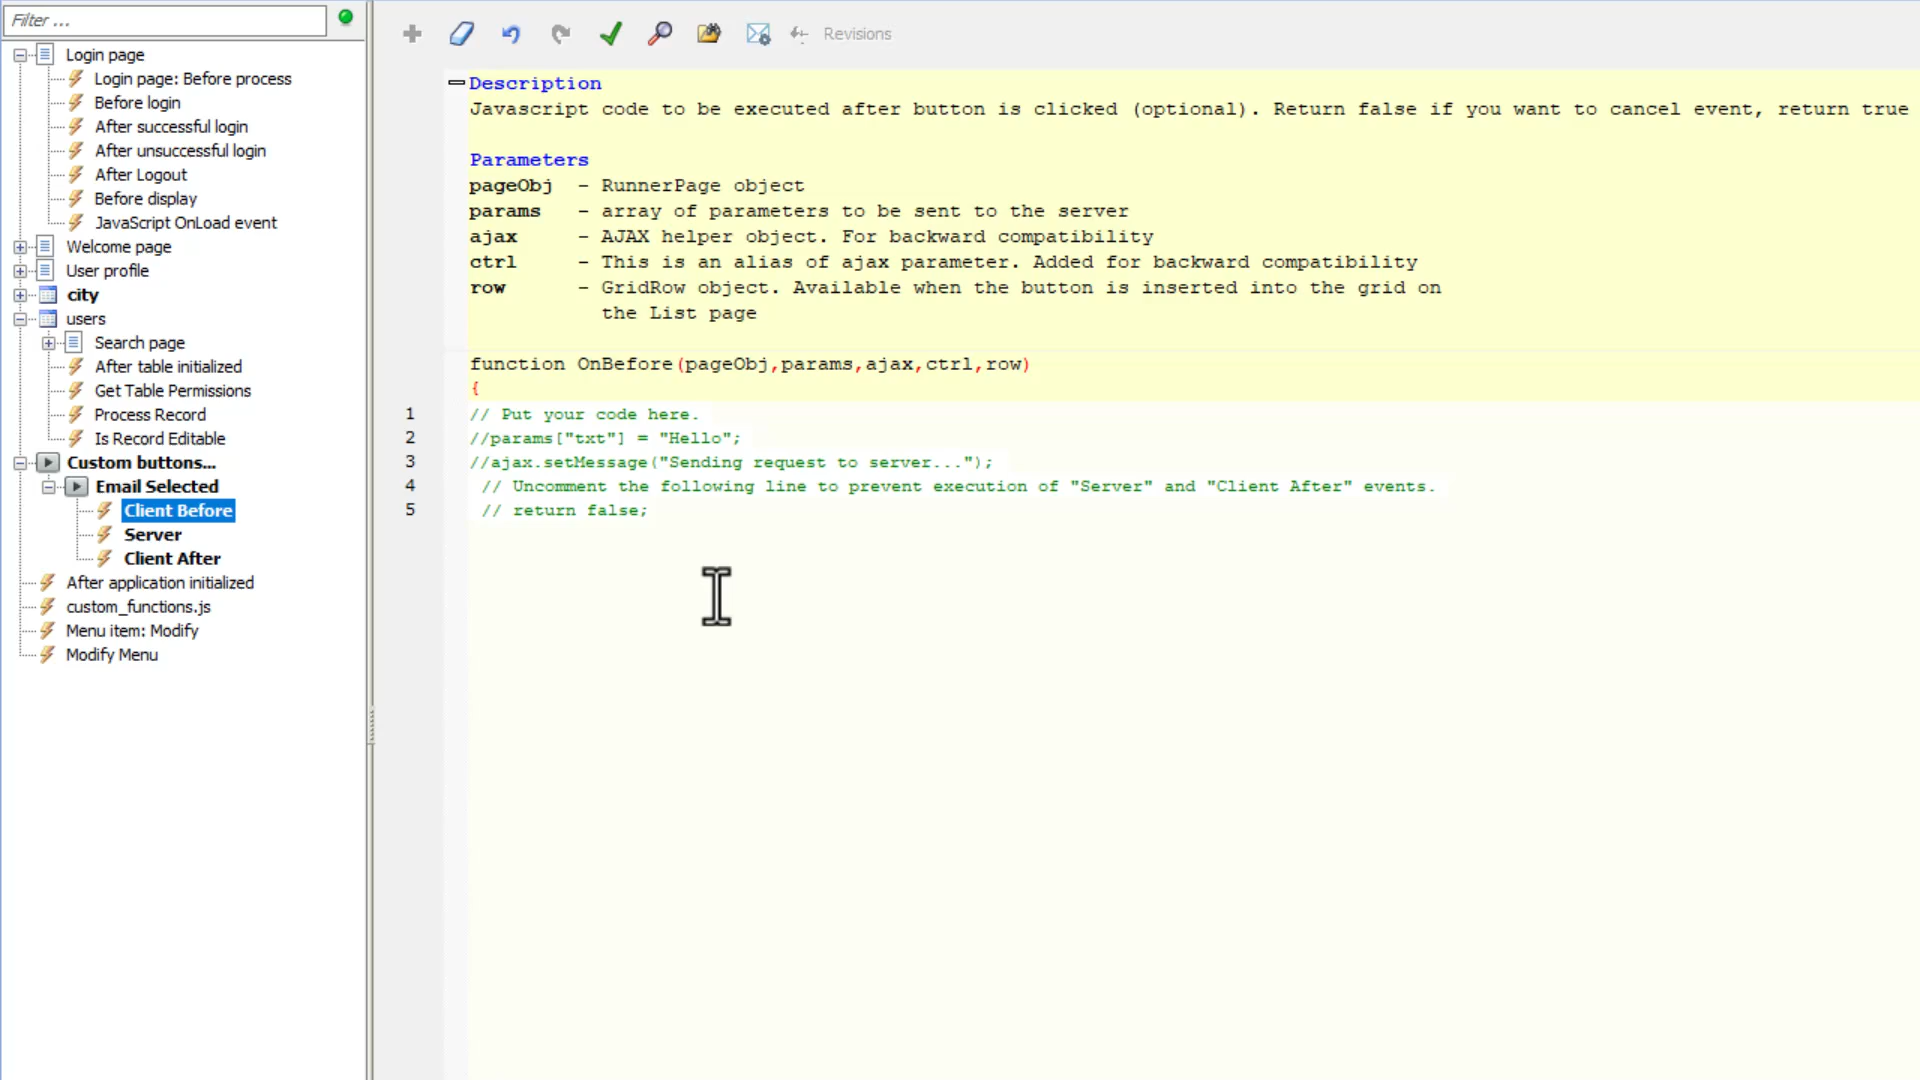 Filter ...
Login page
Login page: Before process
Before login
After successful login
After unsuccessful login
After Logout
Before display
JavaScript OnLoad event
Welcome page
User profile
city
users
Search page
After table initialized
Get Table Permissions
Process Record
Is Record Editable
Custom buttons...
Email Selected
Client Before
Server
Client After
After application initialized
custom_functions.js
Menu item: Modify
Modify Menu
Revisions
Description
Javascript code to be executed after button is clicked (optional). Return false if you want to cancel event, return true
Parameters
pageObj - RunnerPage object
params - array of parameters to be sent to the server
ajax - AJAX helper object. For backward compatibility
ctrl - This is an alias of ajax parameter. Added for backward compatibility
row - GridRow object. Available when the button is inserted into the grid on
the List page
function OnBefore(pageObj,params,ajax,ctrl,row)
{
1 // Put your code here.
2 //params["txt"] = "Hello";
3 //ajax.setMessage("Sending request to server...");
4 // Uncomment the following line to prevent execution of "Server" and "Client After" events.
5 // return false;